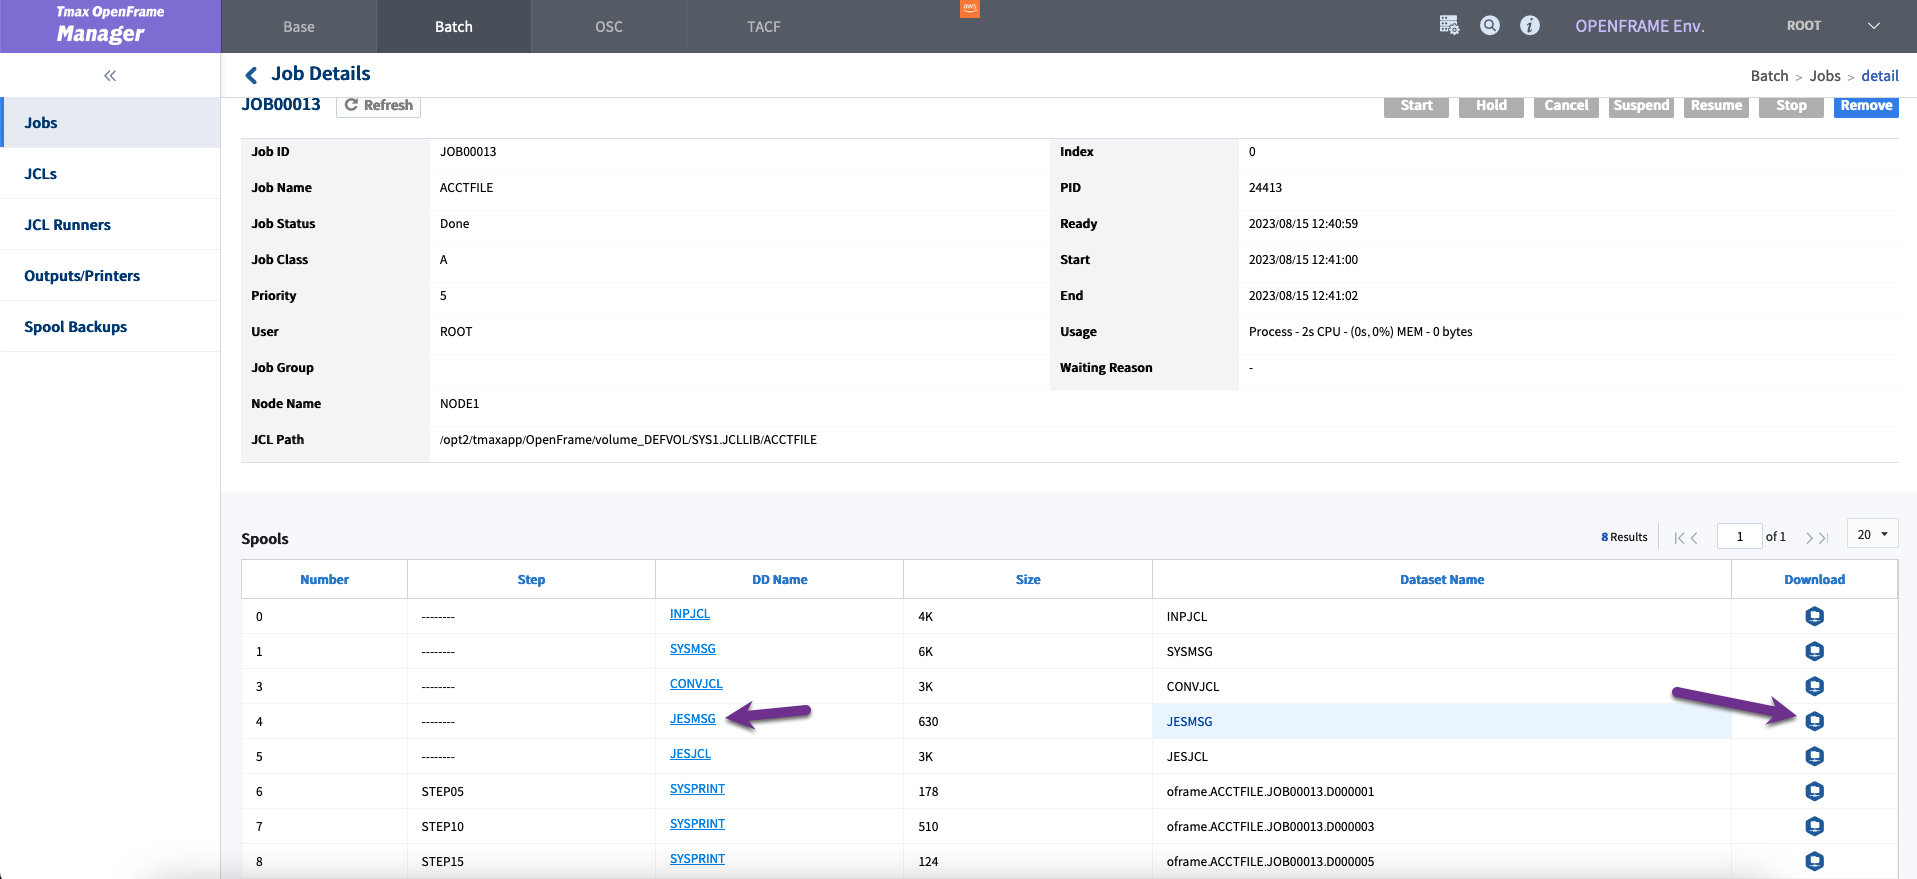 Tmax OpenFrame
Manager
Base
Batch
OSC
TACF
aws
OPENFRAME Env.
ROOT
Job Details
Batch > Jobs > detail
JOB00013
Refresh
Start
Hold
Cancel
Suspend
Resume
Stop
Remove
Jobs
JCLs
JCL Runners
Outputs/Printers
Spool Backups
Job ID JOB00013 Index 0
Job Name ACCTFILE PID 24413
Job Status Done Ready 2023/08/15 12:40:59
Job Class A Start 2023/08/15 12:41:00
Priority 5 End 2023/08/15 12:41:02
User ROOT Usage Process - 2s CPU - (0s, 0%) MEM - 0 bytes
Job Group Waiting Reason -
Node Name NODE1
JCL Path /opt2/tmaxapp/OpenFrame/volume_DEFVOL/SYS1.JCLLIB/ACCTFILE
Spools
8 Results
1 of 1
20
Number Step DD Name Size Dataset Name Download
0 -------- INPJCL 4K INPJCL
1 -------- SYSMSG 6K SYSMSG
3 -------- CONVJCL 3K CONVJCL
4 -------- JESMSG 630 JESMSG
5 -------- JESJCL 3K JESJCL
6 STEP05 SYSPRINT 178 oframe.ACCTFILE.JOB00013.D000001
7 STEP10 SYSPRINT 510 oframe.ACCTFILE.JOB00013.D000003
8 STEP15 SYSPRINT 124 oframe.ACCTFILE.JOB00013.D000005